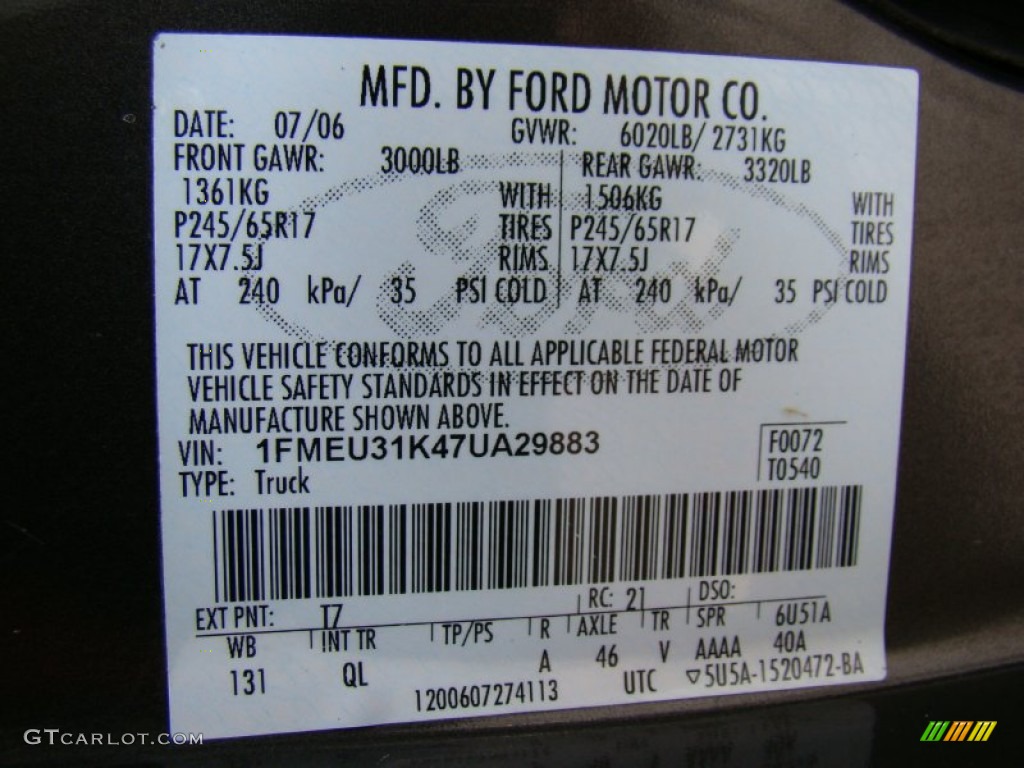 MFD. BY FORD MOTOR CO.
DATE: 07/06 GVWR: 6020LB/ 2731KG
FRONT GAWR: 3000LB REAR GAWR: 3320LB
1361KG WITH 1506KG WITH
P245/65R17 TIRES P245/65R17 TIRES
17X7.5J RIMS 17X7.5J RIMS
AT 240 kPa/ 35 PSI COLD AT 240 kPa/ 35 PSI COLD
Ford
THIS VEHICLE CONFORMS TO ALL APPLICABLE FEDERAL MOTOR
VEHICLE SAFETY STANDARDS IN EFFECT ON THE DATE OF
MANUFACTURE SHOWN ABOVE.
VIN: 1FMEU31K47UA29883 F0072
TYPE: Truck T0540
EXT PNT: T7 RC: 21 DSO:
WB INT TR TP/PS R AXLE TR SPR 6U51A
131 QL A 46 V AAAA 40A
1200607274113 UTC ▽5U5A-1520472-BA
GTCARLOT.COM